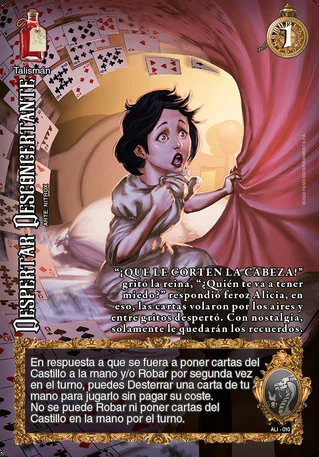 1
Talismán
DESPERTAR DESCONCERTANTE
ARTE: NITROX
“¡QUE LE CORTEN LA CABEZA!”
gritó la reina, “¿Quién te va a tener
miedo?” respondió feroz Alicia, en
eso, las cartas volaron por los aires y
entre gritos despertó. Con nostalgia,
solamente le quedarán los recuerdos.
En respuesta a que se fuera a poner cartas del
Castillo a la mano y/o Robar por segunda vez
en el turno, puedes Desterrar una carta de tu
mano para jugarlo sin pagar su coste.
No se puede Robar ni poner cartas del
Castillo en la mano por el turno.
ALI - 010